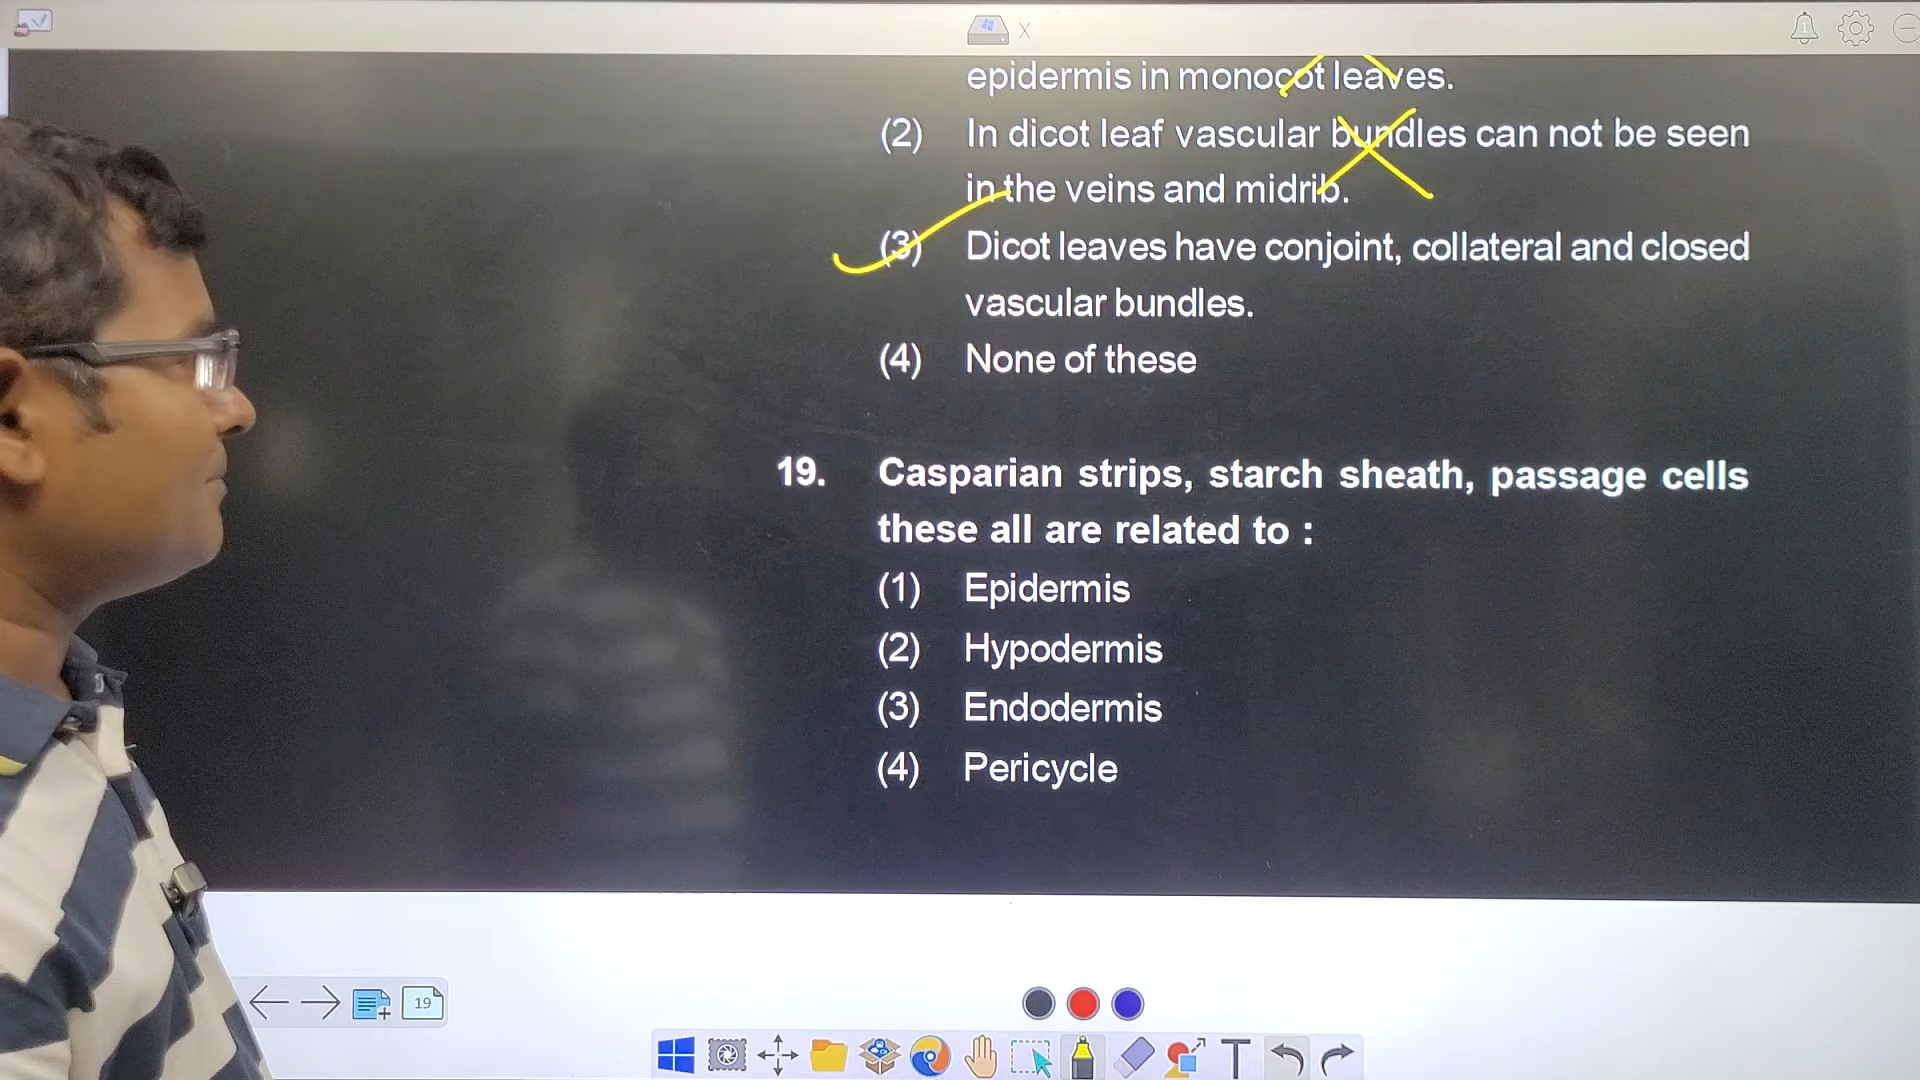 epidermis in monocot leaves.
(2) In dicot leaf vascular bundles can not be seen
in the veins and midrib.
(3) Dicot leaves have conjoint, collateral and closed
vascular bundles.
(4) None of these
19. Casparian strips, starch sheath, passage cells
these all are related to :
(1) Epidermis
(2) Hypodermis
(3) Endodermis
(4) Pericycle
19